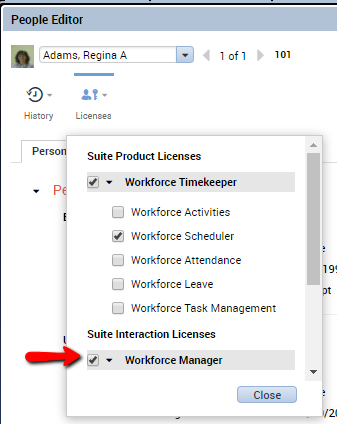 People Editor
Adams, Regina A
1 of 1
101
History
Licenses
Person
Pe
Suite Product Licenses
Workforce Timekeeper
Workforce Activities
Workforce Scheduler
Workforce Attendance
Workforce Leave
Workforce Task Management
Suite Interaction Licenses
Workforce Manager
Close